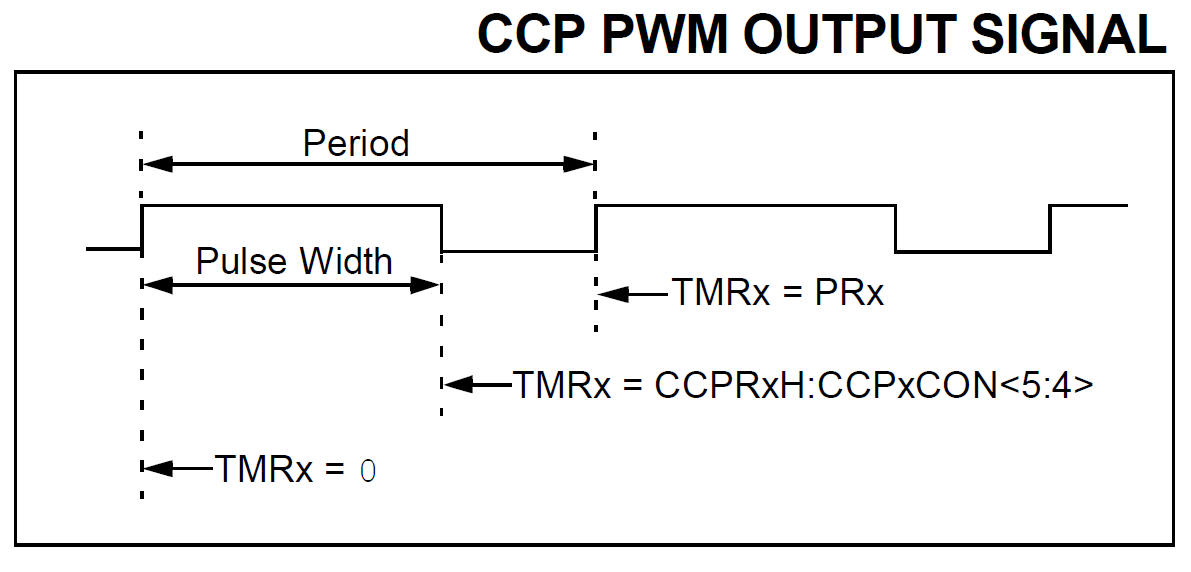 CCP PWM OUTPUT SIGNAL
Period
Pulse Width
TMRx = PRx
TMRx = CCPRxH:CCPxCON<5:4>
TMRx = 0